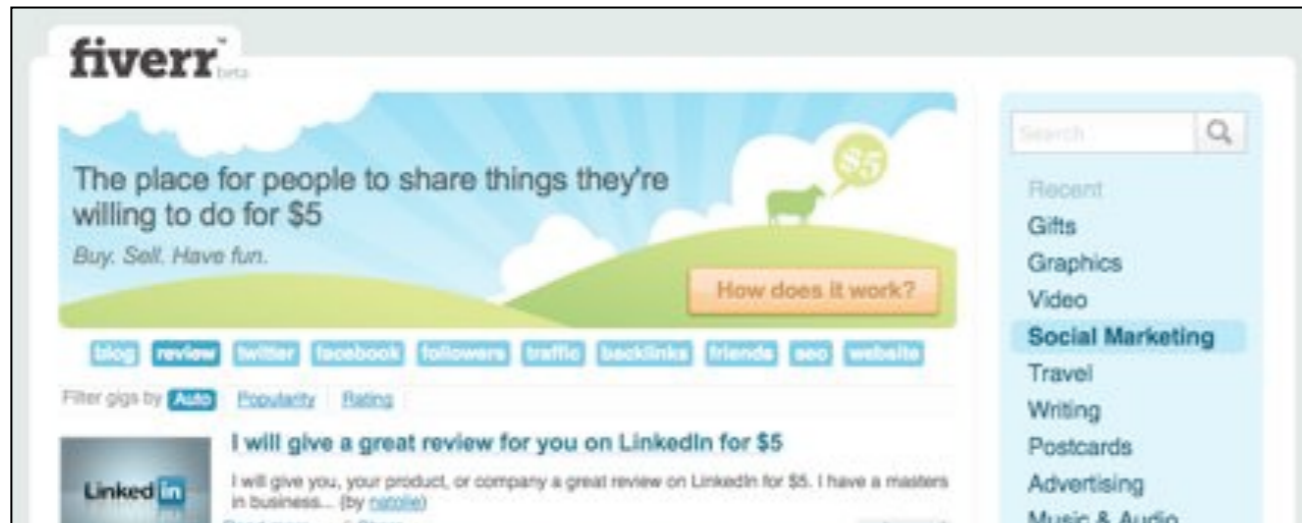 fiverr™
beta
The place for people to share things they're
willing to do for $5
Buy. Sell. Have fun.
$5
How does it work?
blog review twitter facebook followers traffic backlinks friends seo website
Filter gigs by Auto Popularity Rating
I will give a great review for you on LinkedIn for $5
Linked in
I will give you, your product, or company a great review on LinkedIn for $5. I have a masters
in business... (by natolie)
Search
Recent
Gifts
Graphics
Video
Social Marketing
Travel
Writing
Postcards
Advertising
Music & Audio